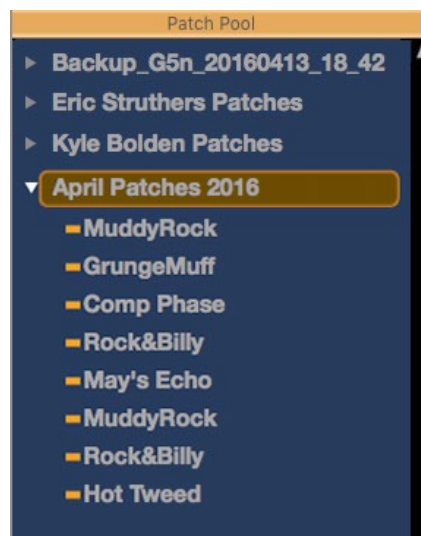 Patch Pool
Backup_G5n_20160413_18_42
Eric Struthers Patches
Kyle Bolden Patches
April Patches 2016
MuddyRock
GrungeMuff
Comp Phase
Rock&Billy
May's Echo
MuddyRock
Rock&Billy
Hot Tweed